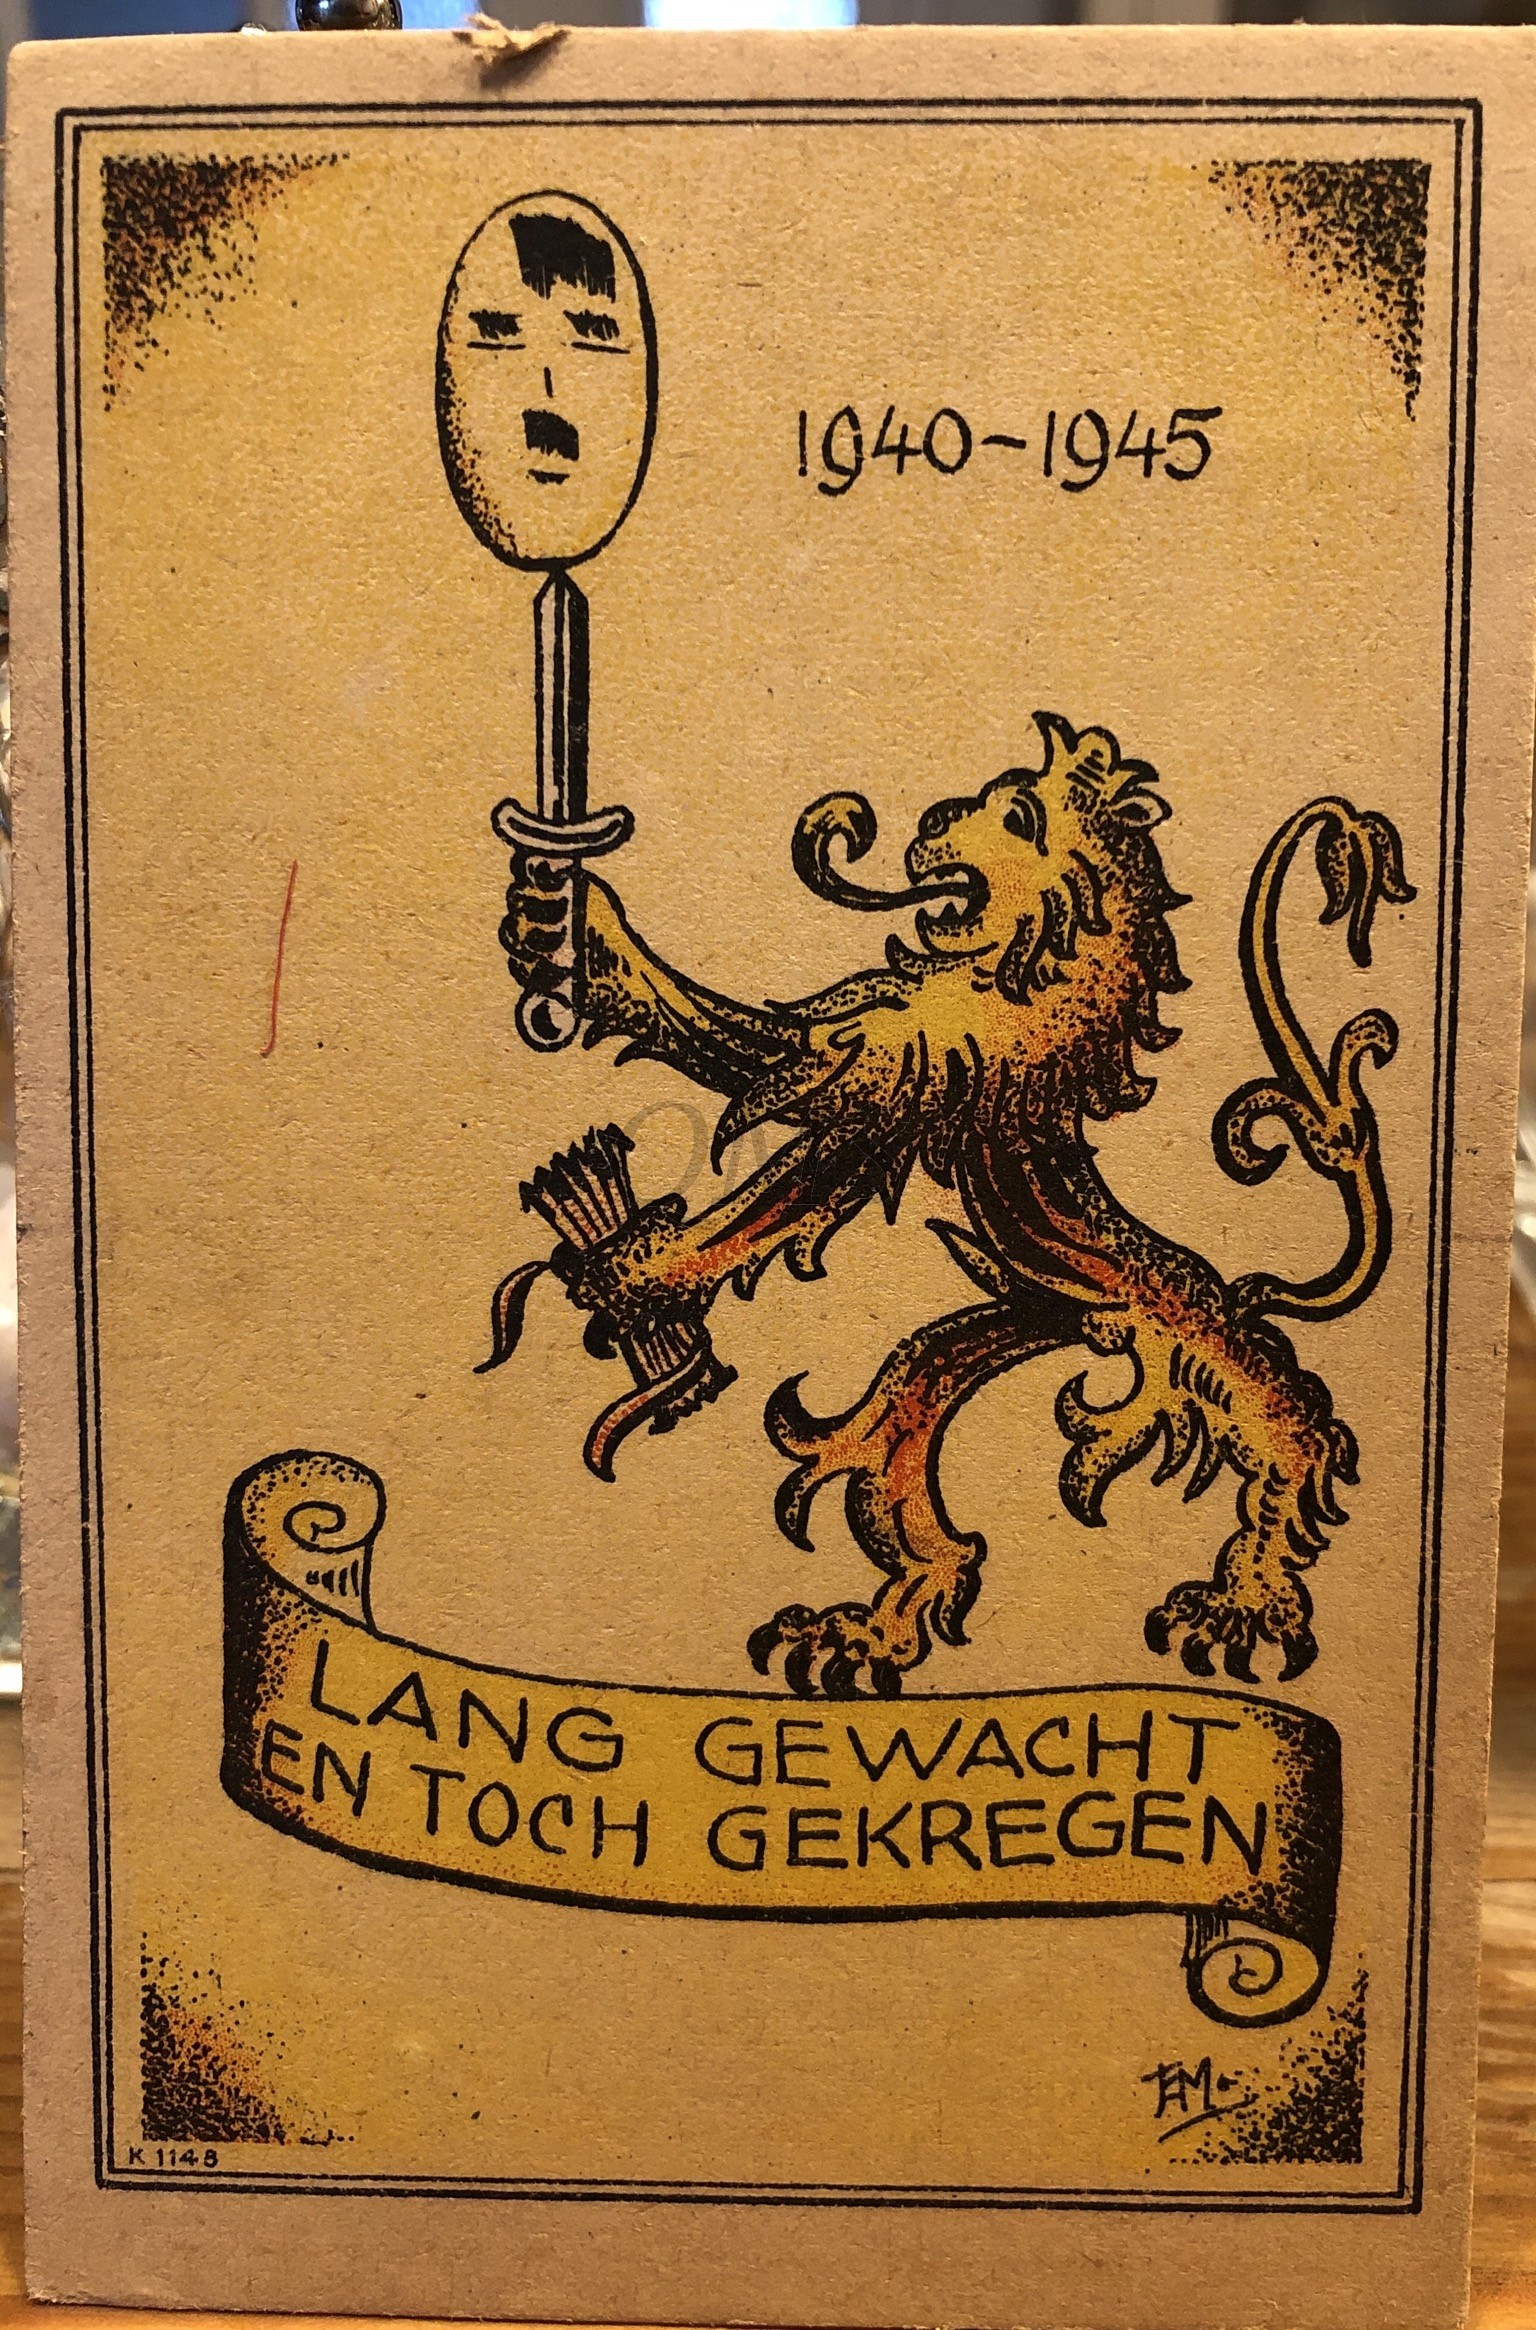 1940-1945
LANG GEWACHT
EN TOCH GEKREGEN
K 1148